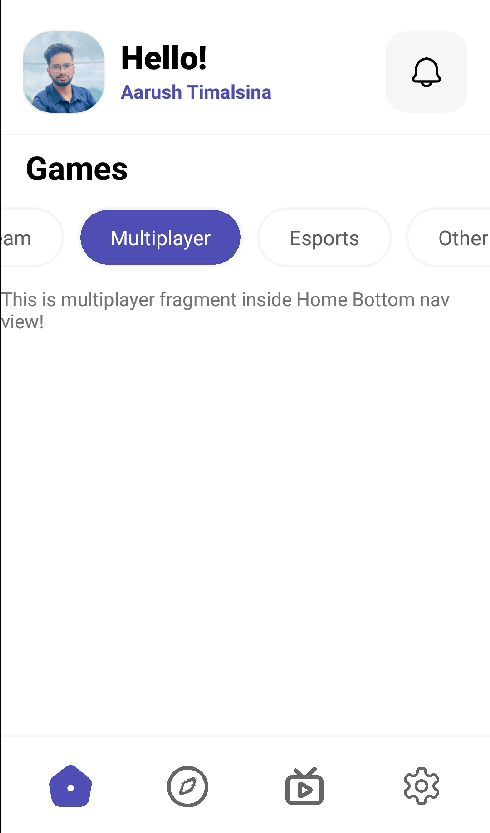 Hello!
Aarush Timalsina
Games
eam
Multiplayer
Esports
Other
This is multiplayer fragment inside Home Bottom nav
view!